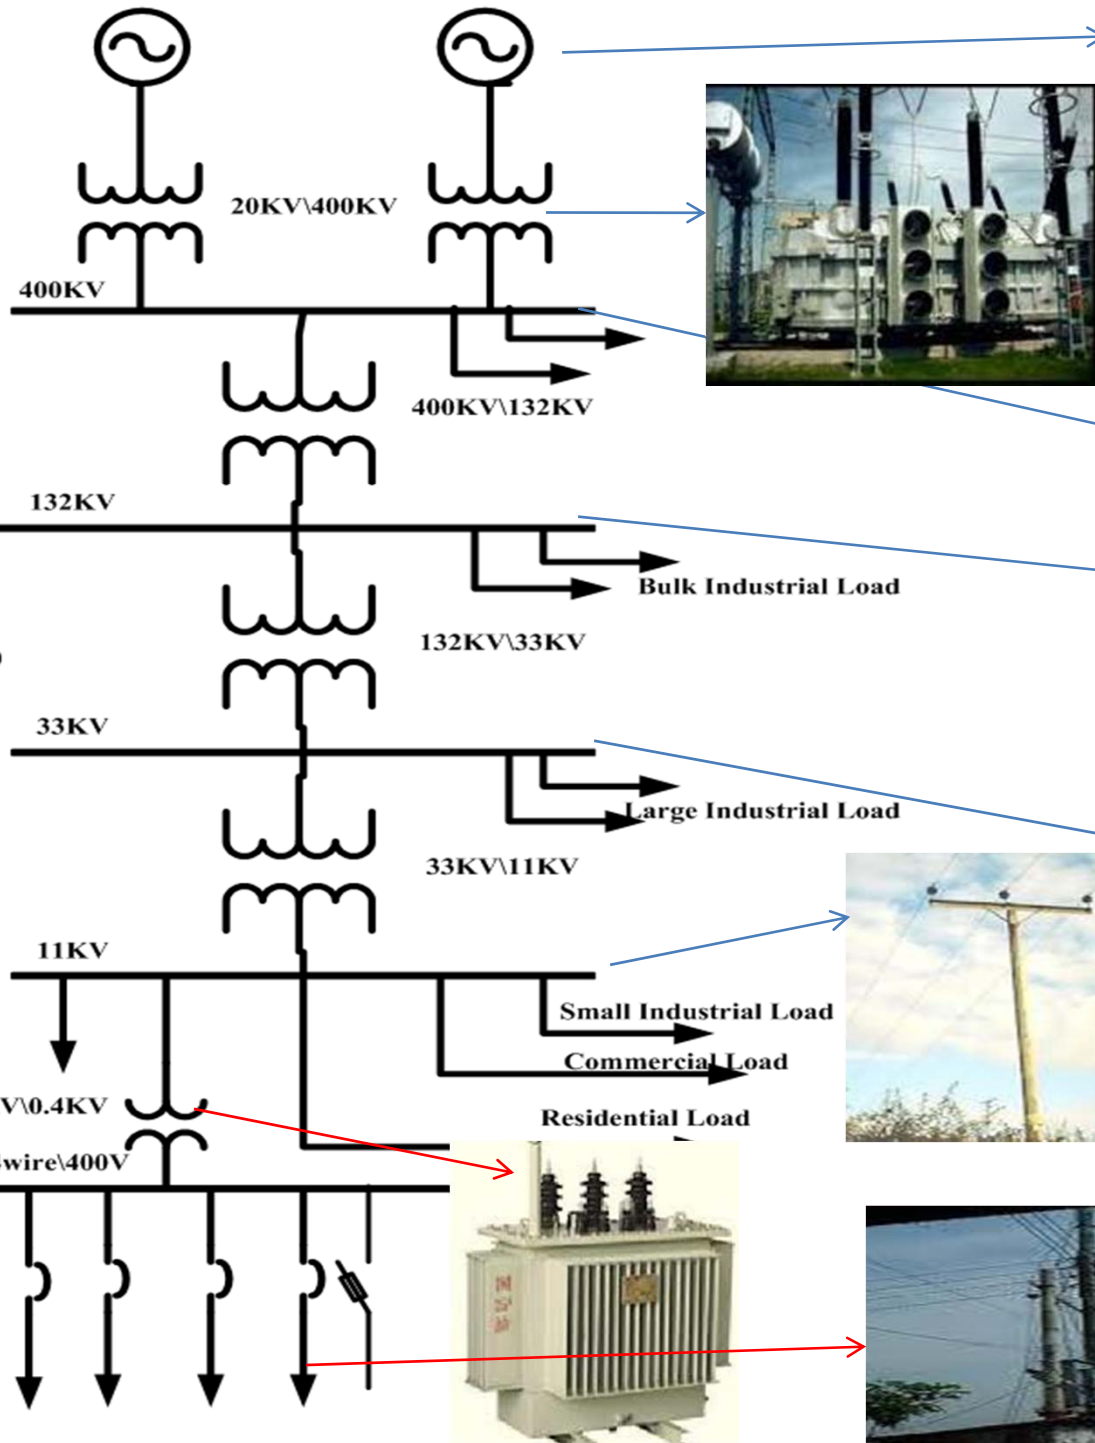 20KV\400KV
400KV
400KV\132KV
132KV
Bulk Industrial Load
132KV\33KV
33KV
Large Industrial Load
33KV\11KV
11KV
Small Industrial Load
Commercial Load
V\0.4KV
Residential Load
wire\400V